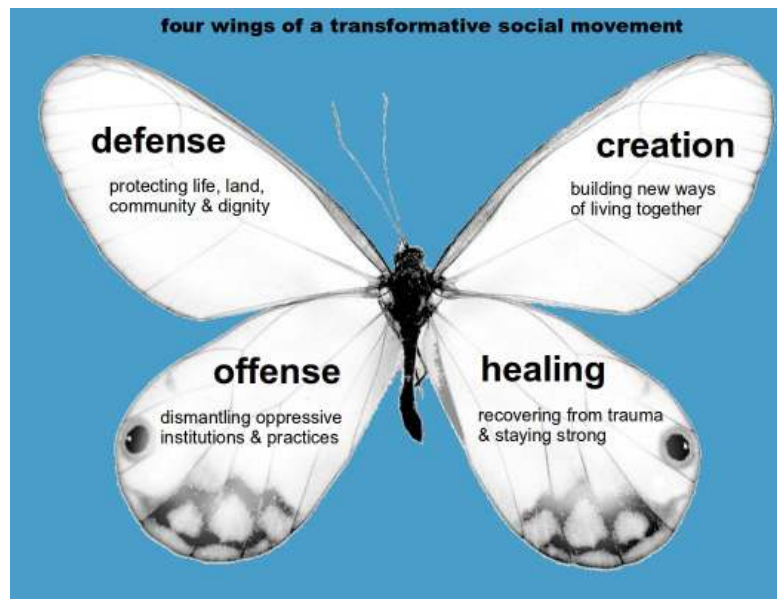 four wings of a transformative social movement
defense
protecting life, land,
community & dignity
creation
building new ways
of living together
offense
dismantling oppressive
institutions & practices
healing
recovering from trauma
& staying strong